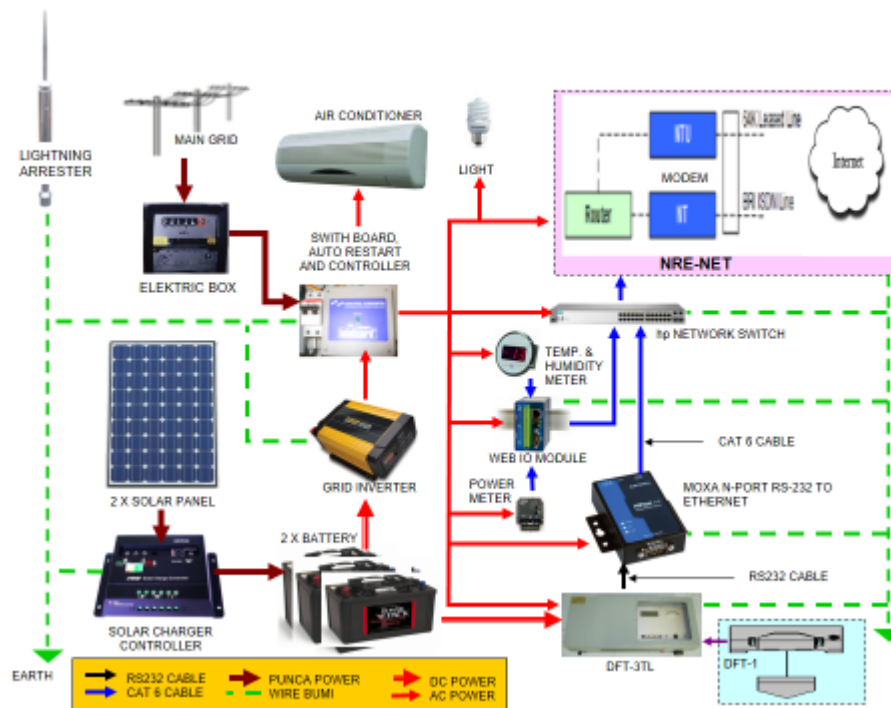 LIGHTNING
ARRESTER
MAIN GRID
AIR CONDITIONER
LIGHT
NTU
64K Leased Line
MODEM
Internet
Router
NT
BRI ISDN Line
NRE-NET
SWITH BOARD,
AUTO RESTART
AND CONTROLLER
ELEKTRIC BOX
hp NETWORK SWITCH
TEMP. &
HUMIDITY
METER
WEB IO MODULE
CAT 6 CABLE
POWER
METER
MOXA N-PORT RS-232 TO
ETHERNET
2 X SOLAR PANEL
GRID INVERTER
2 X BATTERY
RS232 CABLE
SOLAR CHARGER
CONTROLLER
DFT-3TL
DFT-1
EARTH
RS232 CABLE
PUNCA POWER
DC POWER
CAT 6 CABLE
WIRE BUMI
AC POWER